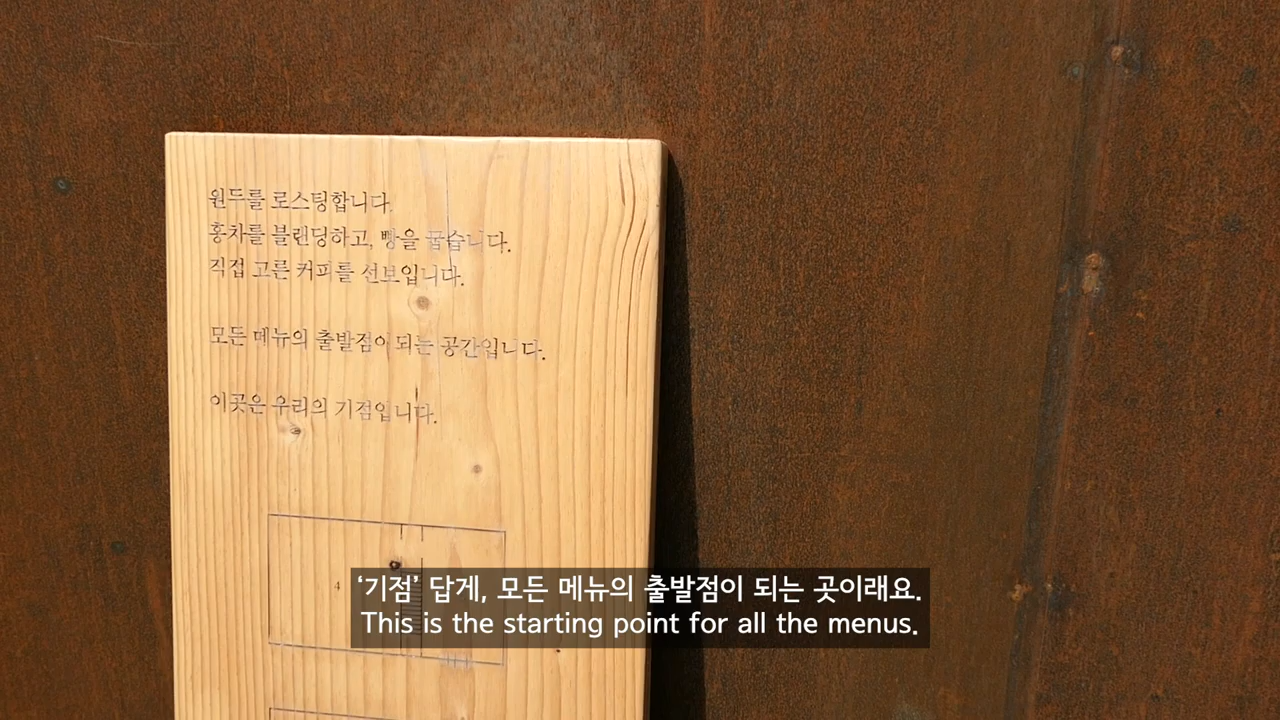 원두를 로스팅합니다.
홍차를 블렌딩하고, 빵을 굽습니다.
직접 고른 커피를 선보입니다.
모든 메뉴의 출발점이 되는 공간입니다.
이곳은 우리의 기점입니다.
4
‘기점’ 답게, 모든 메뉴의 출발점이 되는 곳이래요.
This is the starting point for all the menus.